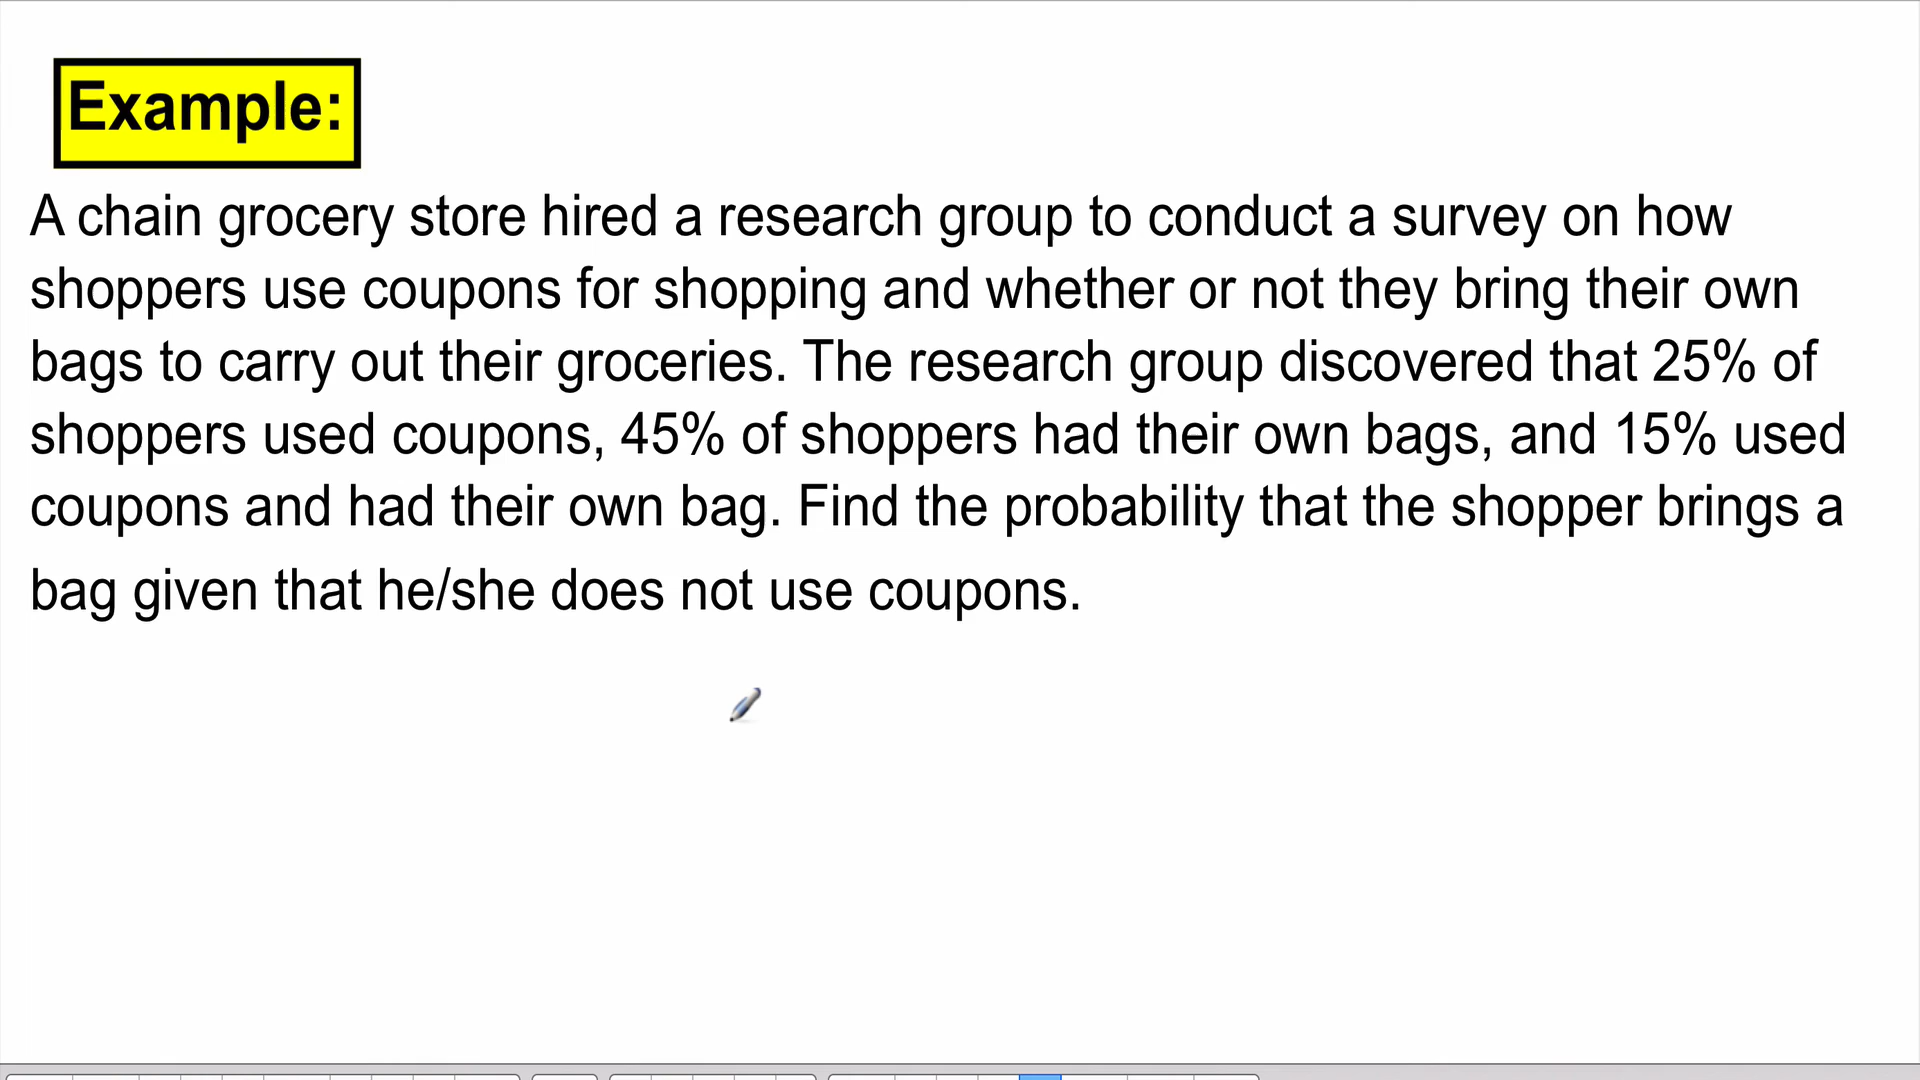 Example:
A chain grocery store hired a research group to conduct a survey on how
shoppers use coupons for shopping and whether or not they bring their own
bags to carry out their groceries. The research group discovered that 25% of
shoppers used coupons, 45% of shoppers had their own bags, and 15% used
coupons and had their own bag. Find the probability that the shopper brings a
bag given that he/she does not use coupons.